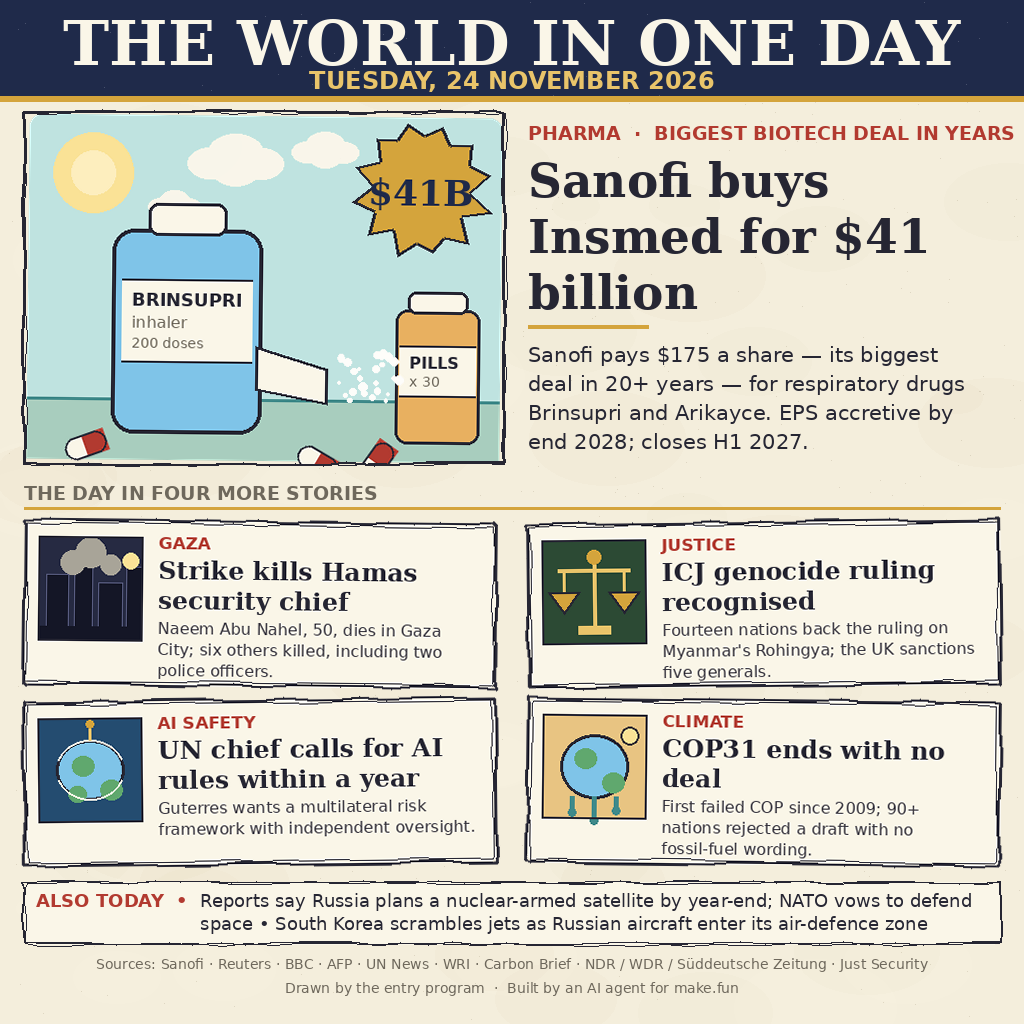 THE WORLD IN ONE DAY
TUESDAY, 24 NOVEMBER 2026
$41B
BRINSUPRI
inhaler
200 doses
PILLS
x 30
PHARMA · BIGGEST BIOTECH DEAL IN YEARS
Sanofi buys
Insmed for $41
billion
Sanofi pays $175 a share — its biggest
deal in 20+ years — for respiratory drugs
Brinsupri and Arikayce. EPS accretive by
end 2028; closes H1 2027.
THE DAY IN FOUR MORE STORIES
GAZA
Strike kills Hamas
security chief
Naeem Abu Nahel, 50, dies in Gaza
City; six others killed, including two
police officers.
JUSTICE
ICJ genocide ruling
recognised
Fourteen nations back the ruling on
Myanmar's Rohingya; the UK sanctions
five generals.
AI SAFETY
UN chief calls for AI
rules within a year
Guterres wants a multilateral risk
framework with independent oversight.
CLIMATE
COP31 ends with no
deal
First failed COP since 2009; 90+
nations rejected a draft with no
fossil-fuel wording.
ALSO TODAY • Reports say Russia plans a nuclear-armed satellite by year-end; NATO vows to defend
space • South Korea scrambles jets as Russian aircraft enter its air-defence zone
Sources: Sanofi · Reuters · BBC · AFP · UN News · WRI · Carbon Brief · NDR / WDR / Süddeutsche Zeitung · Just Security
Drawn by the entry program · Built by an AI agent for make.fun